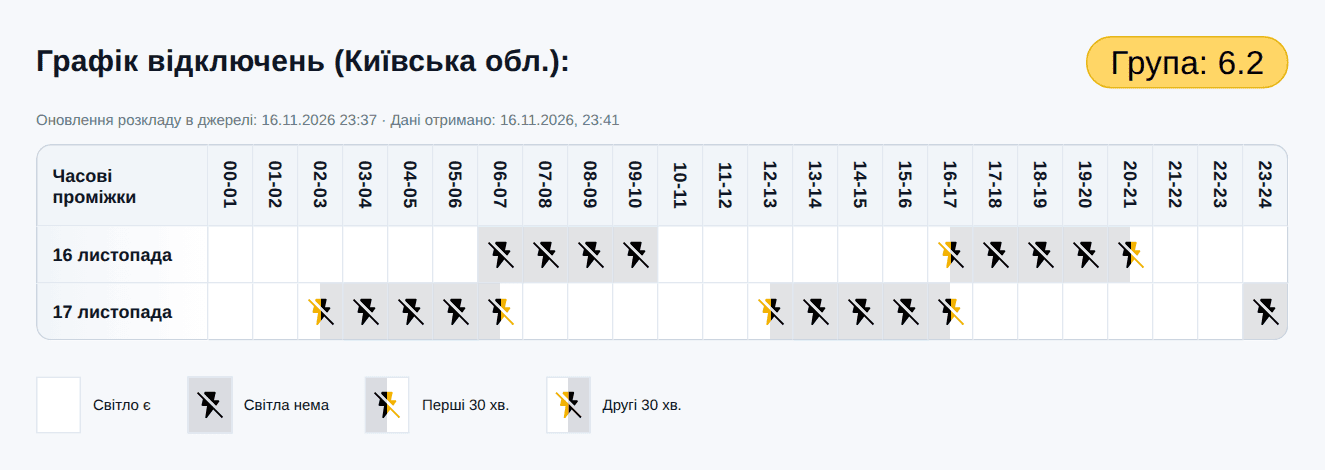 Графік відключень (Київська обл.):
Група: 6.2
Оновлення розкладу в джерелі: 16.11.2026 23:37 · Дані отримано: 16.11.2026, 23:41
Часові
проміжки
00-01 01-02 02-03 03-04 04-05 05-06 06-07 07-08 08-09 09-10 10-11 11-12 12-13 13-14 14-15 15-16 16-17 17-18 18-19 19-20 20-21 21-22 22-23 23-24
16 листопада
17 листопада
Світло є Світла нема Перші 30 хв. Другі 30 хв.